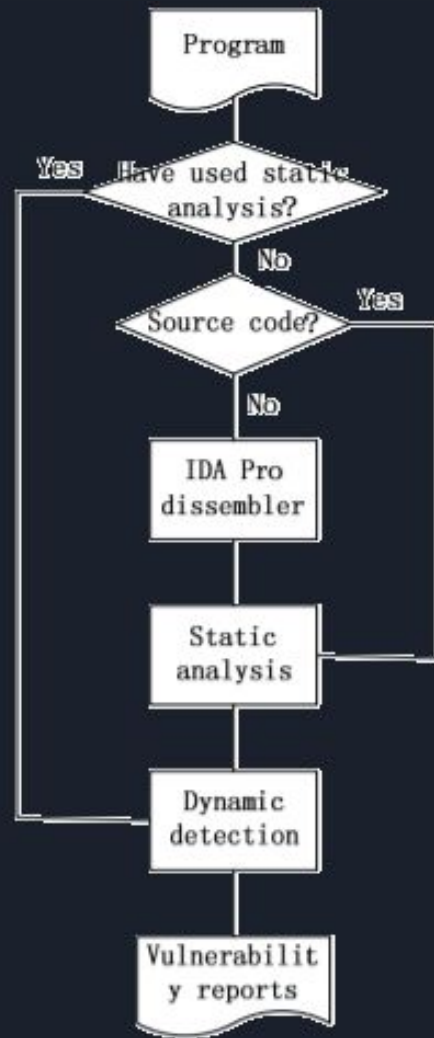 Program
Yes
Have used static
analysis?
No
Source code?
Yes
No
IDA Pro
dissembler
Static
analysis
Dynamic
detection
Vulnerabilit
y reports